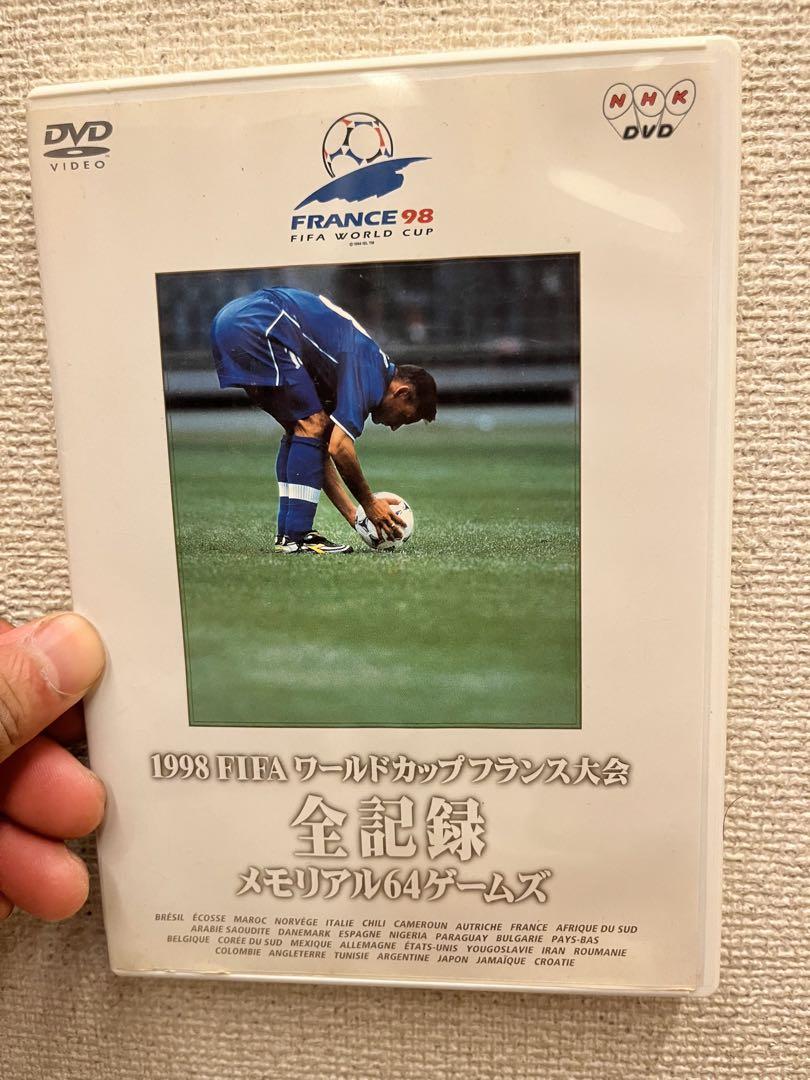 DVD
VIDEO
NHK
DVD
FRANCE 98
FIFA WORLD CUP
1998 FIFA ワールドカップ フランス大会
全記録
メモリアル64ゲームズ
BRÉSIL ÉCOSSE MAROC NORVÉGE ITALIE CHILI CAMEROUN AUTRICHE FRANCE AFRIQUE DU SUD
ARABIE SAOUDITE DANEMARK ESPAGNE NIGERIA PARAGUAY BULGARIE PAYS-BAS
BELGIQUE CORÉE DU SUD MEXIQUE ALLEMAGNE ÉTATS-UNIS YOUGOSLAVIE IRAN ROUMANIE
COLOMBIE ANGLETERRE TUNISIE ARGENTINE JAPON JAMAÏQUE CROATIE